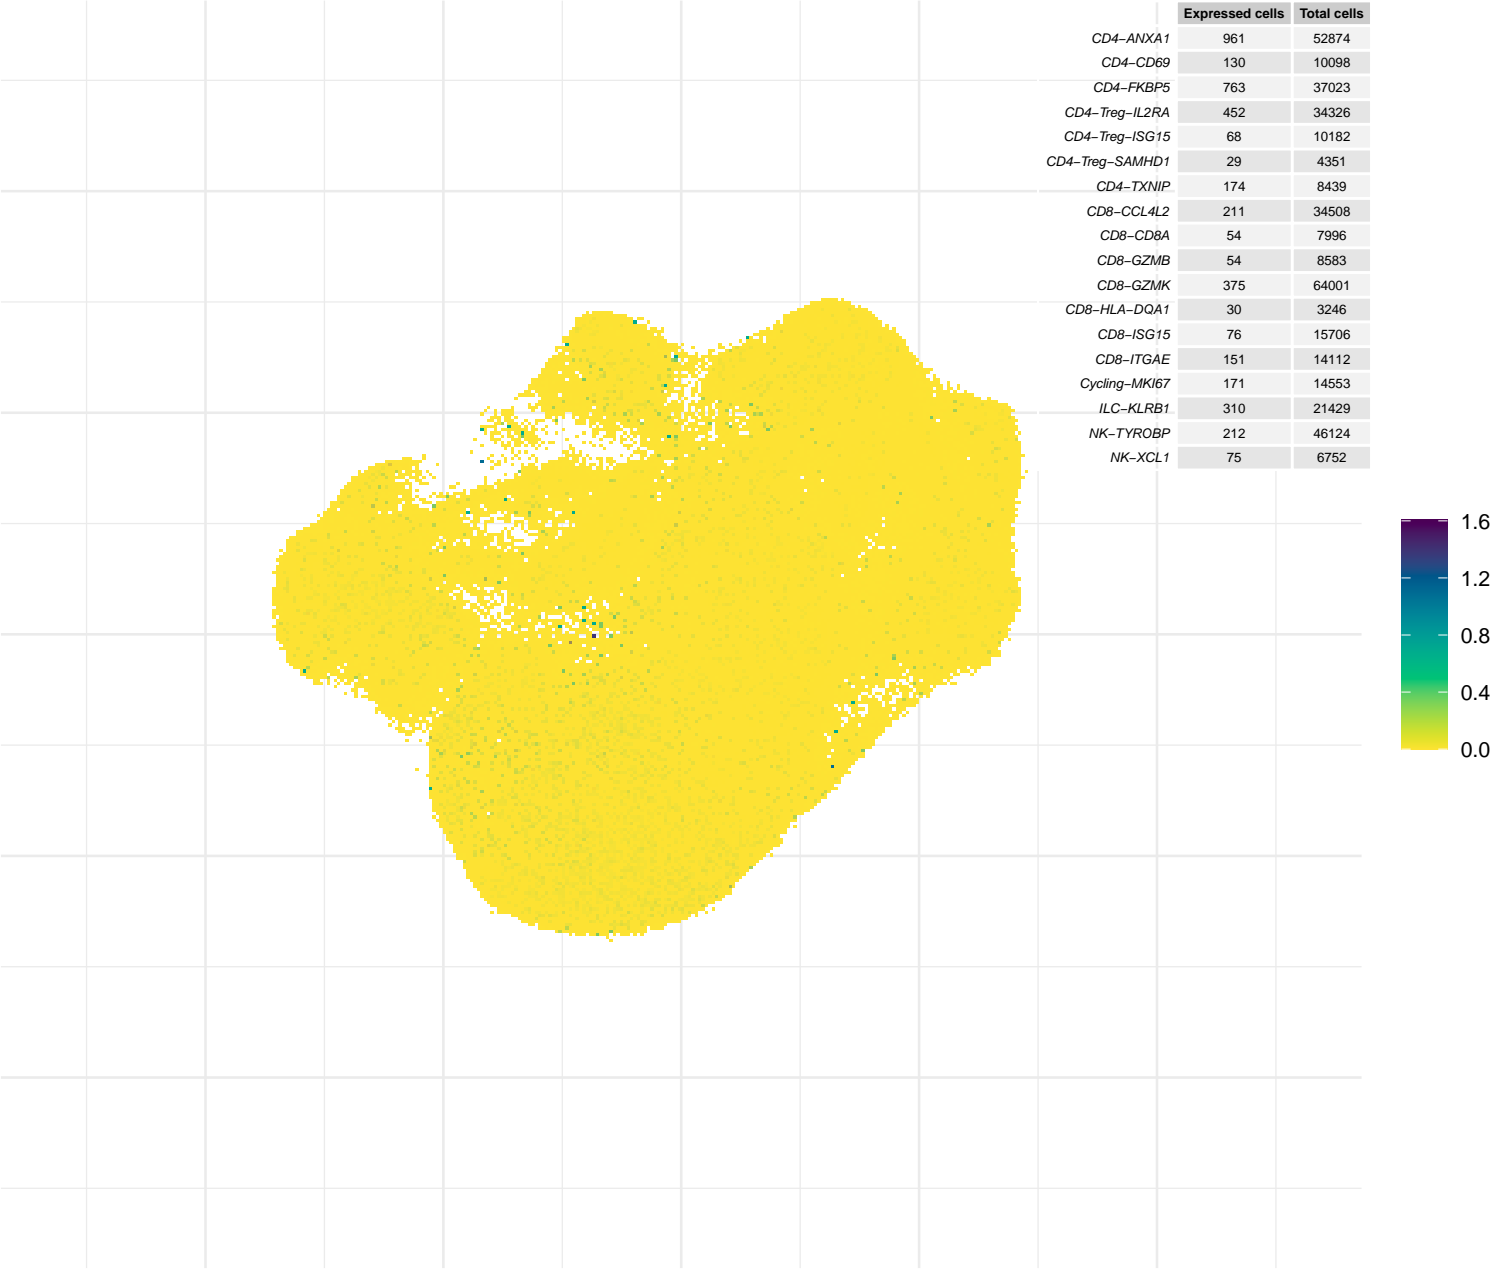 Expressed cells Total cells
CD4−ANXA1 961 52874
CD4−CD69 130 10098
CD4−FKBP5 763 37023
CD4−Treg−IL2RA 452 34326
CD4−Treg−ISG15 68 10182
CD4−Treg−SAMHD1 29 4351
CD4−TXNIP 174 8439
CD8−CCL4L2 211 34508
CD8−CD8A 54 7996
CD8−GZMB 54 8583
CD8−GZMK 375 64001
CD8−HLA−DQA1 30 3246
CD8−ISG15 76 15706
CD8−ITGAE 151 14112
Cycling−MKI67 171 14553
ILC−KLRB1 310 21429
NK−TYROBP 212 46124
NK−XCL1 75 6752
1.6
1.2
0.8
0.4
0.0